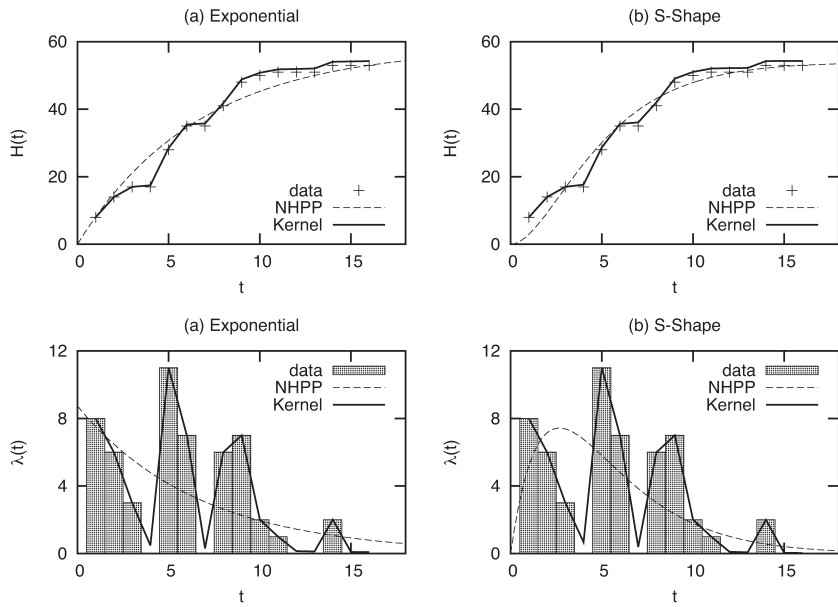 (a) Exponential
60
40
20
0
H(t)
data
NHPP
Kernel
0 5 10 15
t
(b) S-Shape
60
40
20
0
H(t)
data
NHPP
Kernel
0 5 10 15
t
(a) Exponential
12
8
4
0
λ(t)
data
NHPP
Kernel
0 5 10 15
t
(b) S-Shape
12
8
4
0
λ(t)
data
NHPP
Kernel
0 5 10 15
t